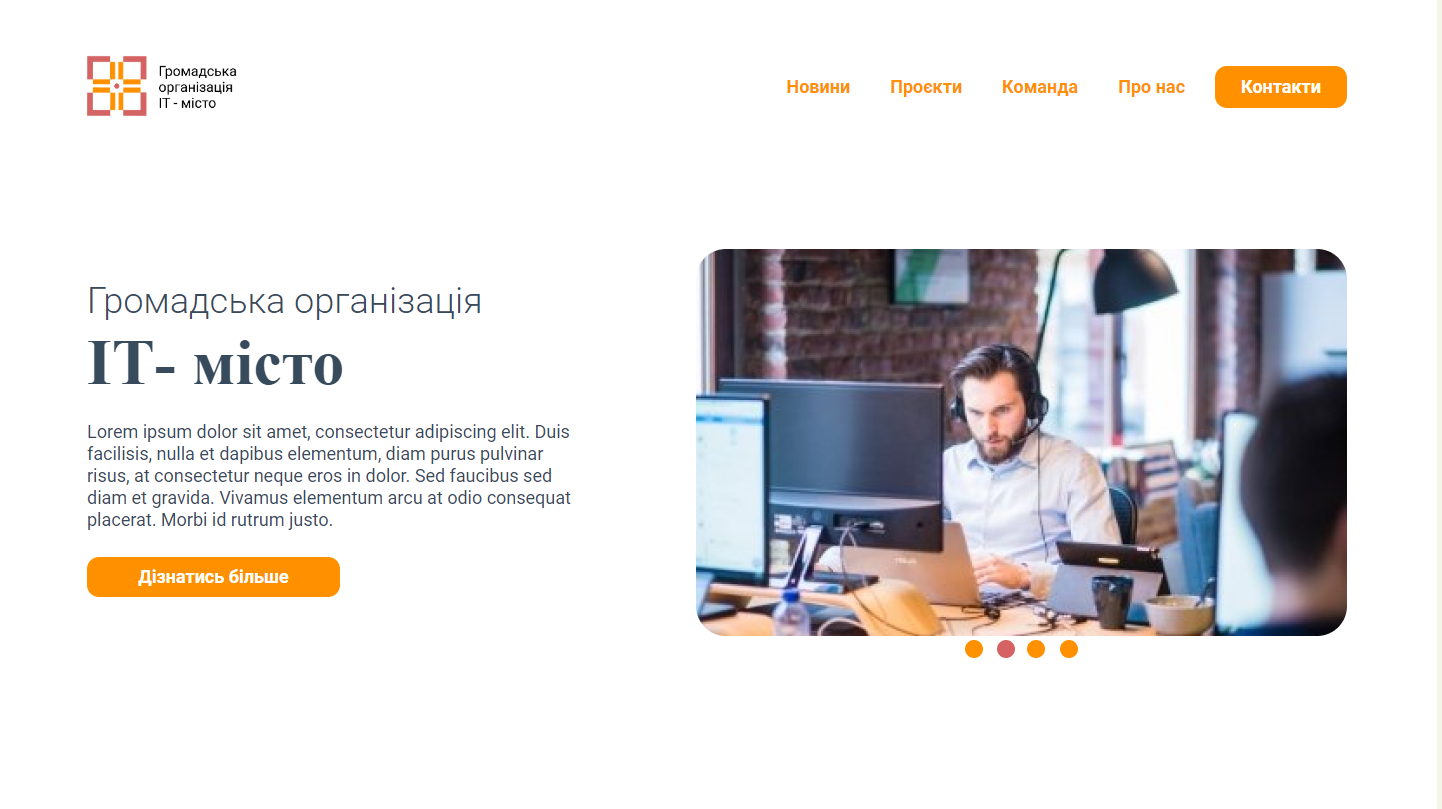 Громадська
організація
ІТ - місто
Новини
Проєкти
Команда
Про нас
Контакти
Громадська організація
ІТ- місто
Lorem ipsum dolor sit amet, consectetur adipiscing elit. Duis
facilisis, nulla et dapibus elementum, diam purus pulvinar
risus, at consectetur neque eros in dolor. Sed faucibus sed
diam et gravida. Vivamus elementum arcu at odio consequat
placerat. Morbi id rutrum justo.
Дізнатись більше